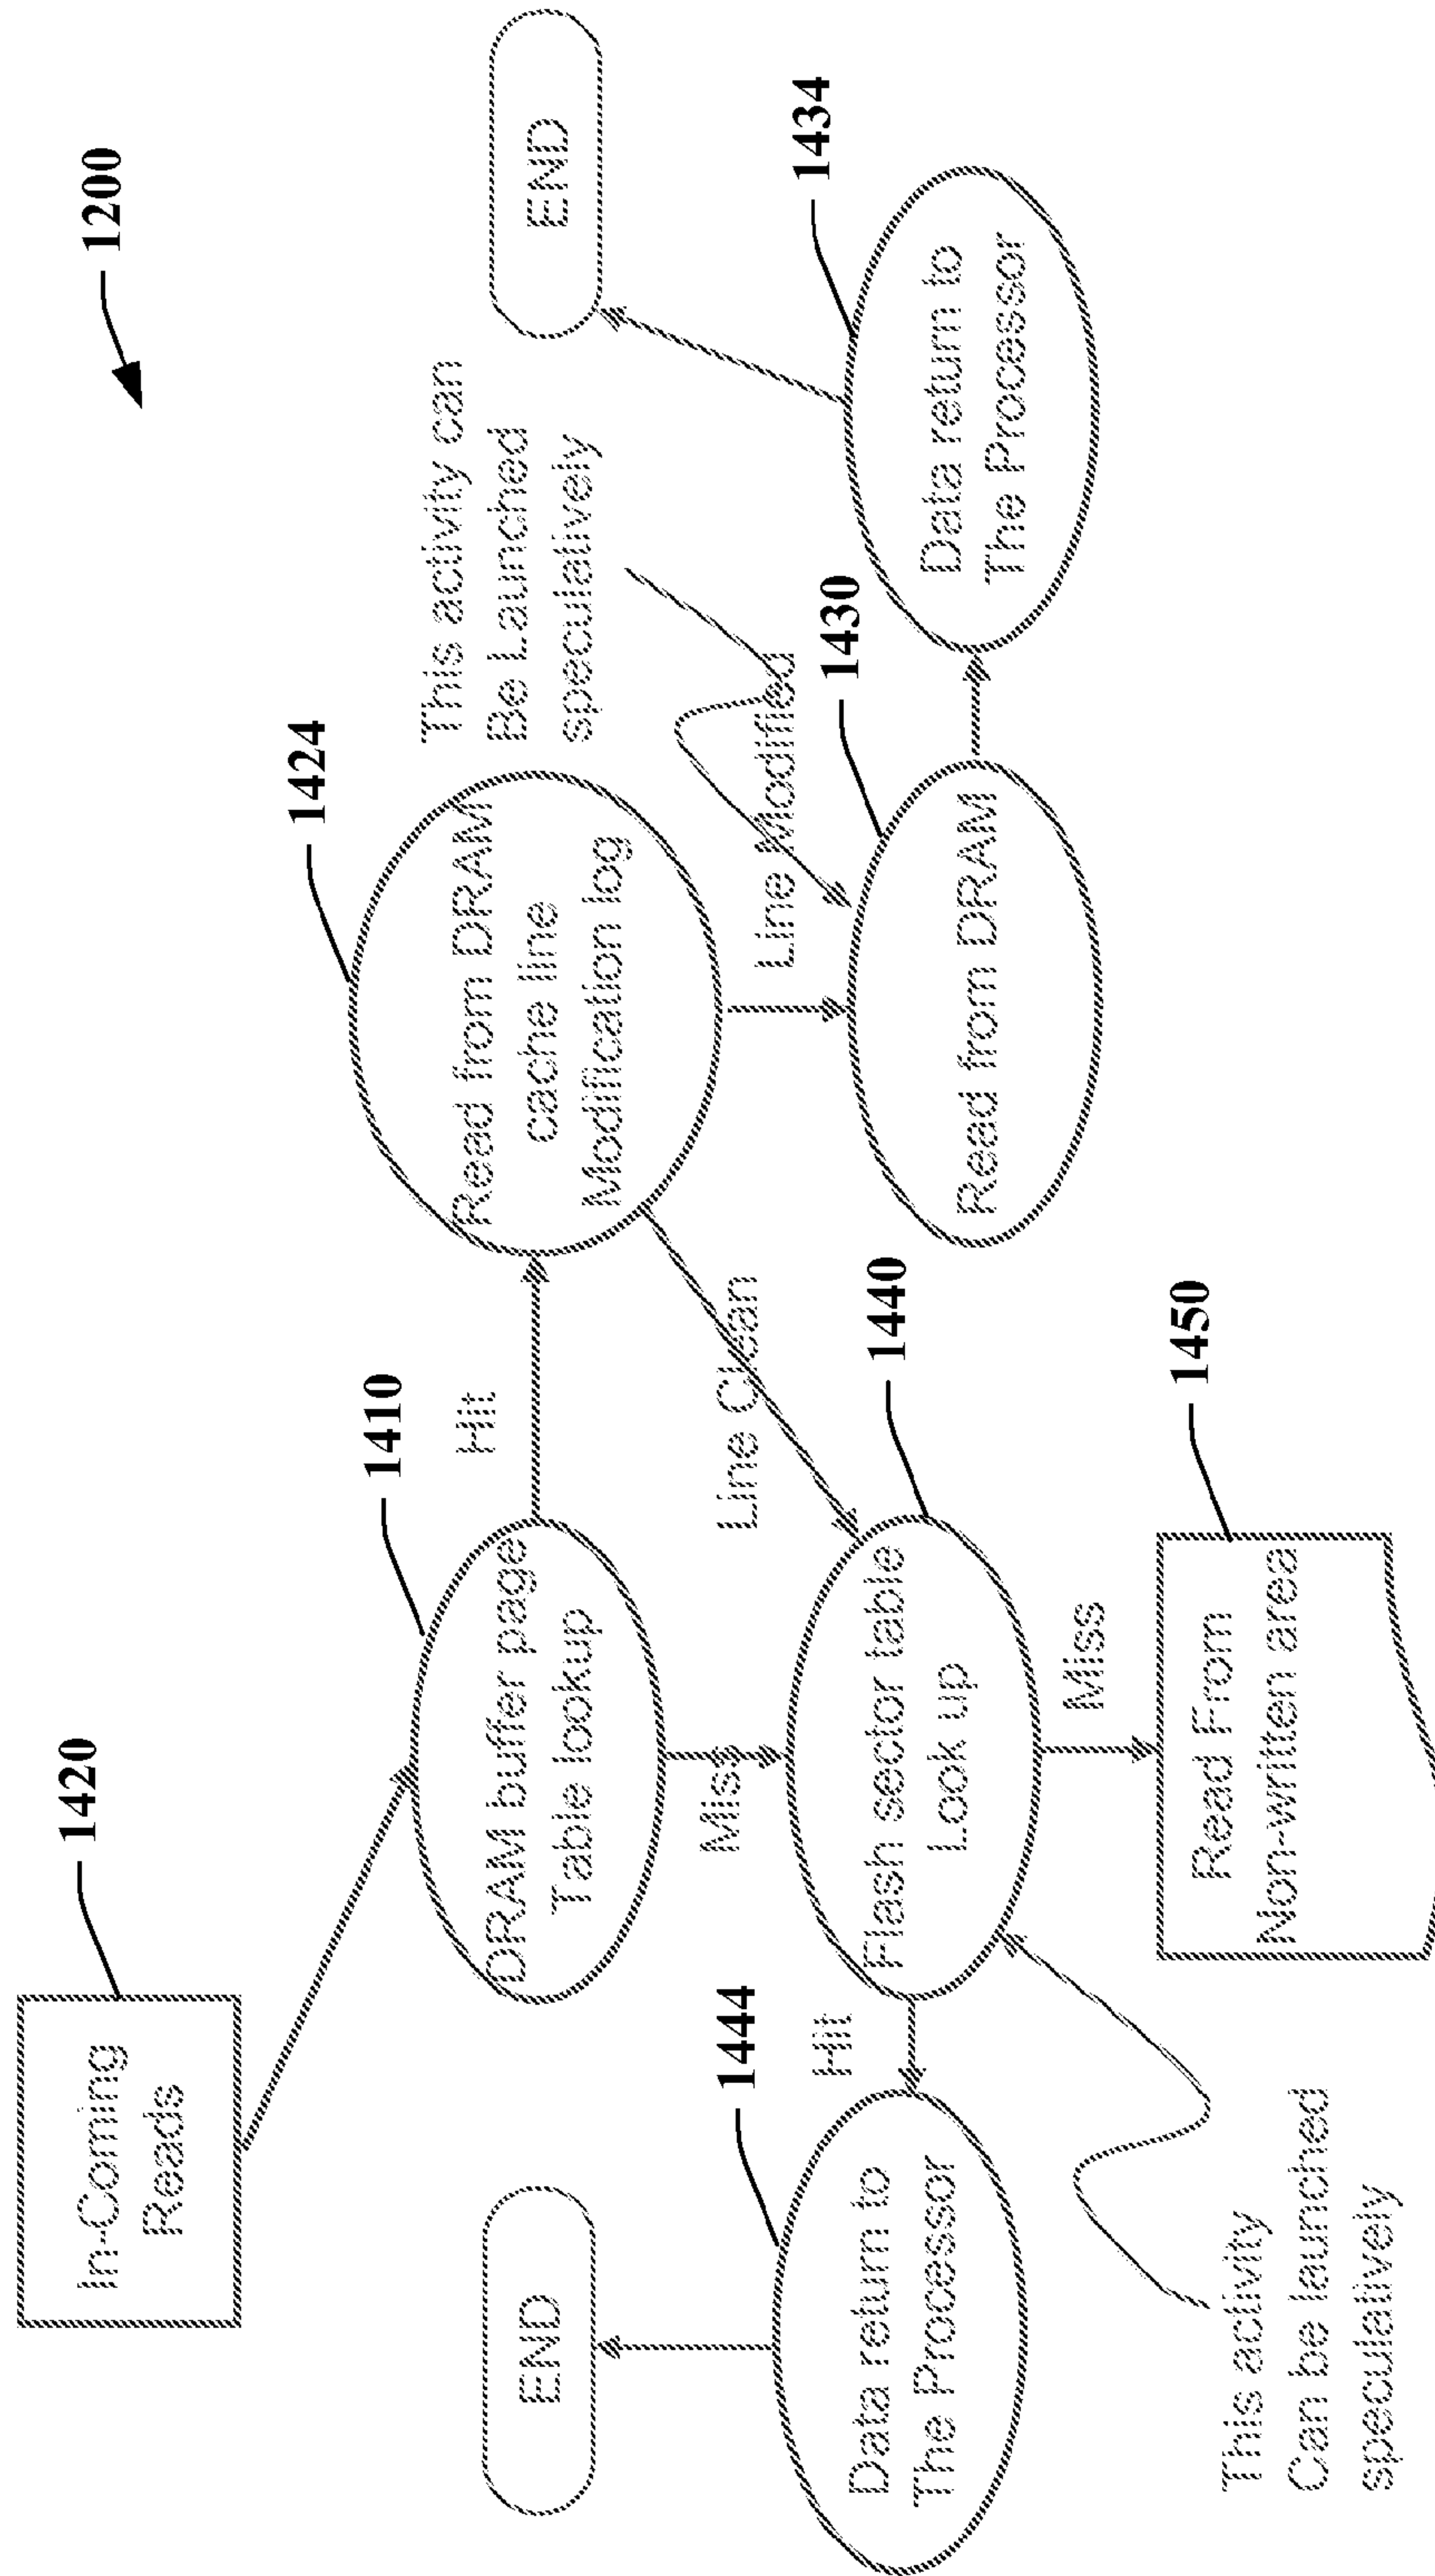 1200
In-Coming
Reads
1420
DRAM buffer page
Table lookup
1410
Hit
Read from DRAM
cache line
Modification log
1424
This activity can
Be Launched
speculatively
END
Miss
Line Clean
Line Modified
END
Data return to
The Processor
1444
Hit
Flash sector table
Look up
1440
Read from DRAM
1430
Data return to
The Processor
1434
Miss
This activity
Can be launched
speculatively
Read From
Non-written area
1450